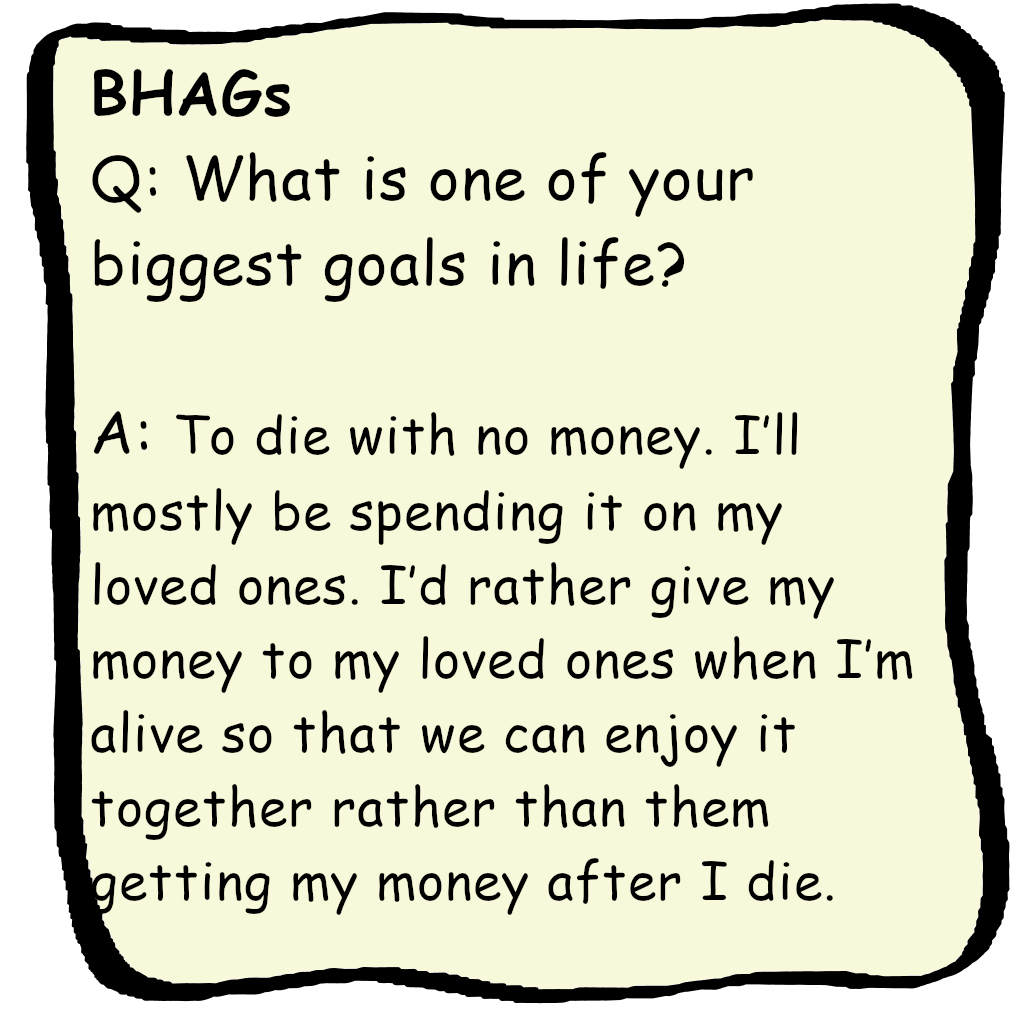 BHAGs
Q: What is one of your
biggest goals in life?
A: To die with no money. I'll
mostly be spending it on my
loved ones. I'd rather give my
money to my loved ones when I'm
alive so that we can enjoy it
together rather than them
getting my money after I die.